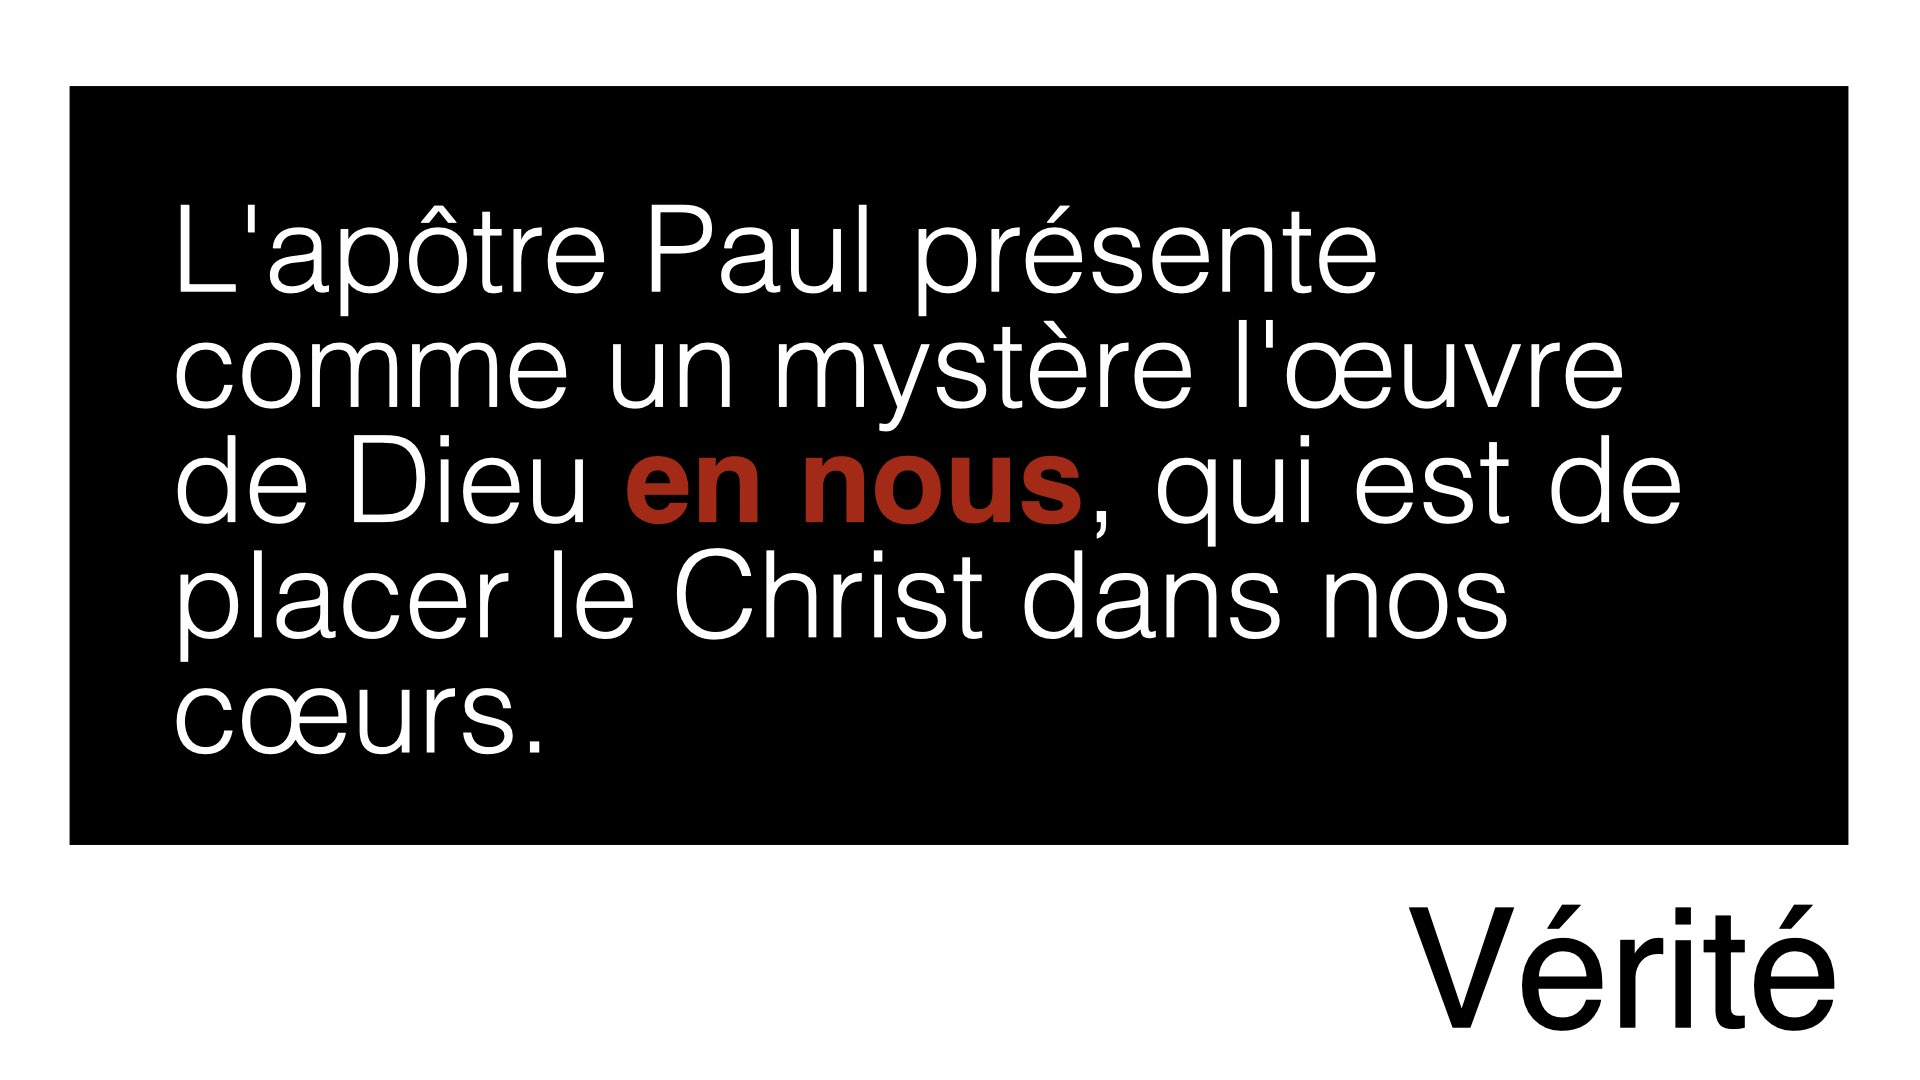 L'apôtre Paul présente
comme un mystère l'œuvre
de Dieu en nous, qui est de
placer le Christ dans nos
cœurs.
Vérité